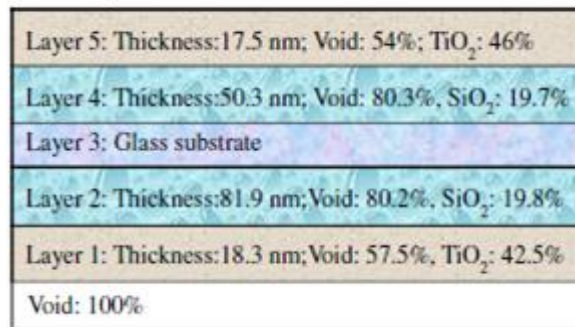 Layer 5: Thickness:17.5 nm; Void: 54%; TiO₂: 46%
Layer 4: Thickness:50.3 nm; Void: 80.3%, SiO₂: 19.7%
Layer 3: Glass substrate
Layer 2: Thickness:81.9 nm;Void: 80.2%, SiO₂: 19.8%
Layer 1: Thickness:18.3 nm;Void: 57.5%, TiO₂: 42.5%
Void: 100%